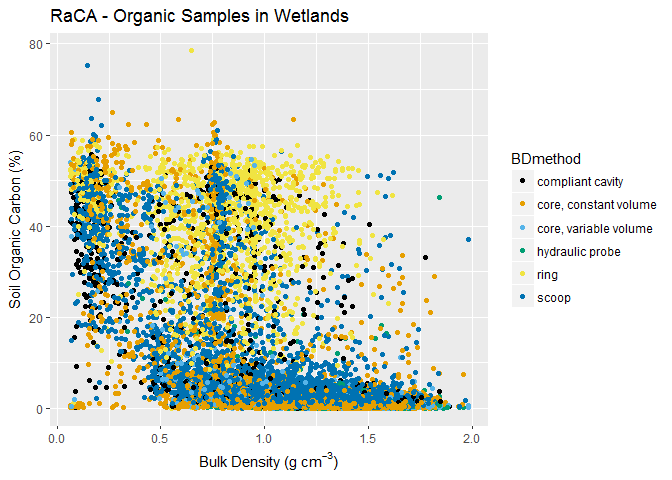 RaCA - Organic Samples in Wetlands
80
60
40
20
0
Soil Organic Carbon (%)
0.0 0.5 1.0 1.5 2.0
Bulk Density (g cm⁻³)
BDmethod
compliant cavity
core, constant volume
core, variable volume
hydraulic probe
ring
scoop